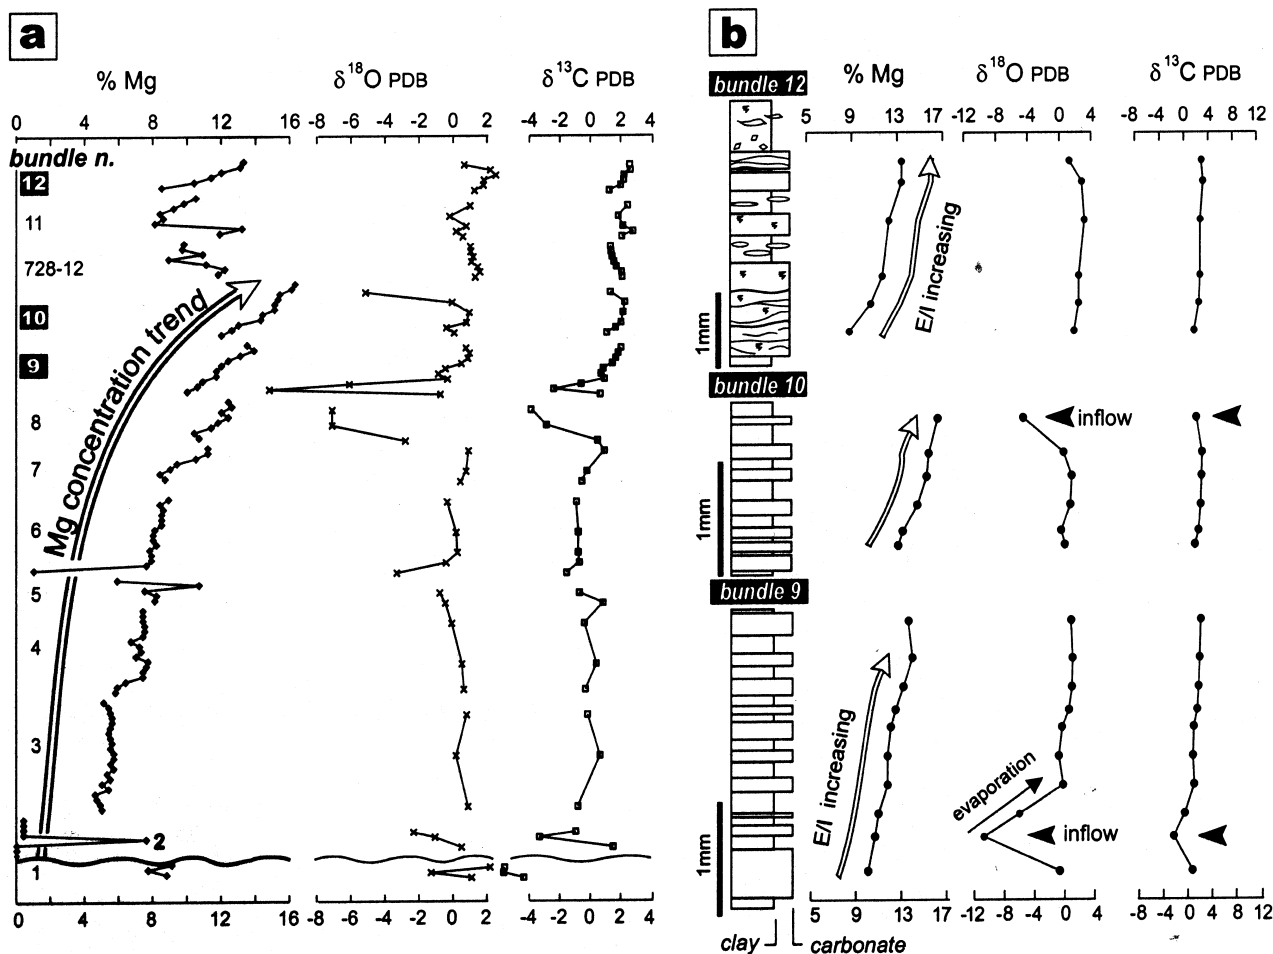 a
% Mg
δ18O PDB
δ13C PDB
0 4 8 12 16
-8 -6 -4 -2 0 2
-4 -2 0 2 4
bundle n.
12
11
728-12
10
9
8
7
6
5
4
3
2
1
Mg concentration trend
0 4 8 12 16
-8 -6 -4 -2 0 2
-4 -2 0 2 4
b
bundle 12
% Mg
δ18O PDB
δ13C PDB
5 9 13 17
-12 -8 -4 0 4
-8 -4 0 4 8 12
E/I increasing
1mm
bundle 10
inflow
1mm
bundle 9
E/I increasing
evaporation
inflow
1mm
5 9 13 17
-12 -8 -4 0 4
-8 -4 0 4 8 12
clay
carbonate